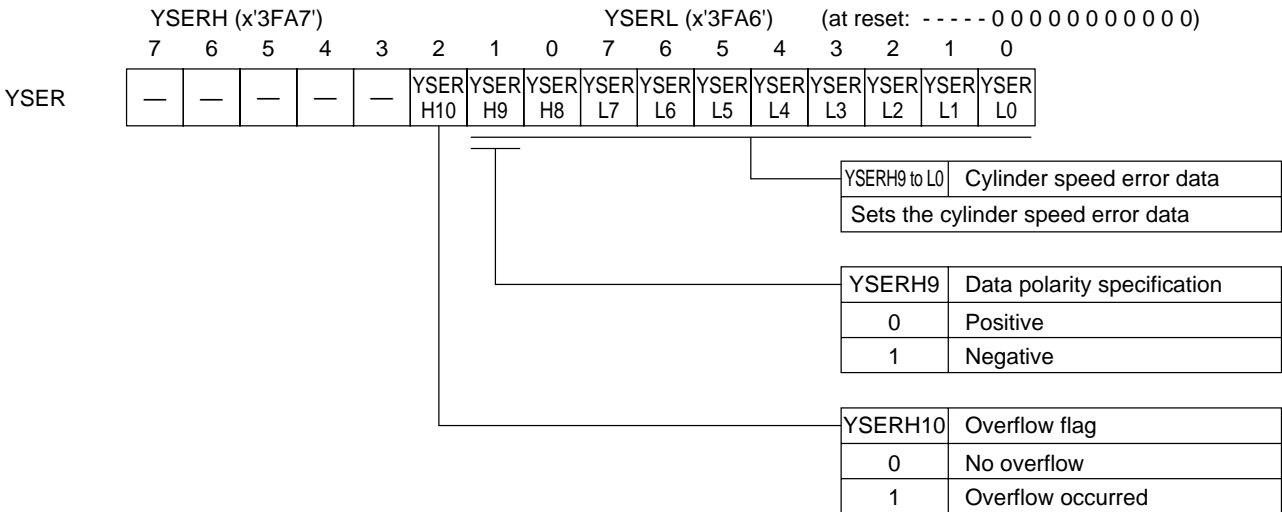 YSERH (x'3FA7') YSERL (x'3FA6') (at reset: - - - - - 0 0 0 0 0 0 0 0 0 0 0)
7 6 5 4 3 2 1 0 7 6 5 4 3 2 1 0
YSER — — — — — YSER H10 YSER H9 YSER H8 YSER L7 YSER L6 YSER L5 YSER L4 YSER L3 YSER L2 YSER L1 YSER L0
YSERH9 to L0 Cylinder speed error data
Sets the cylinder speed error data
YSERH9 Data polarity specification
0 Positive
1 Negative
YSERH10 Overflow flag
0 No overflow
1 Overflow occurred